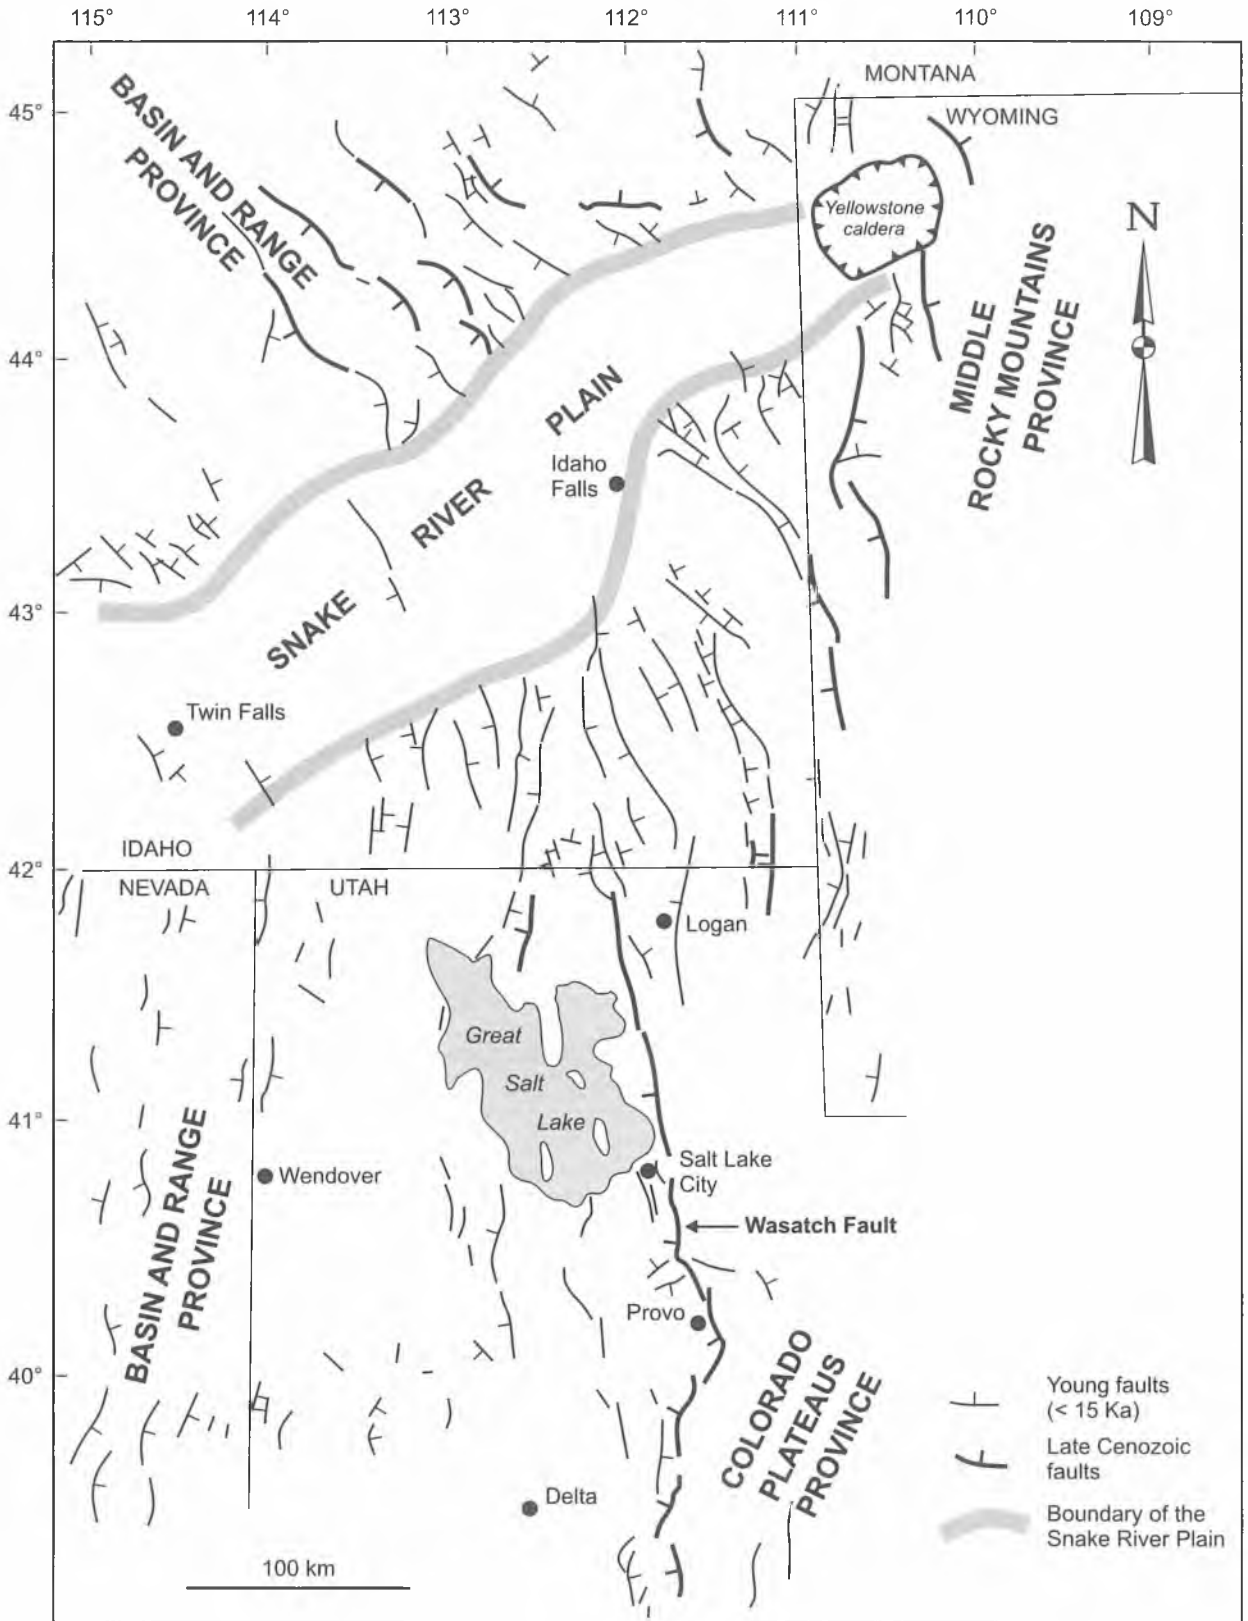 115°
114°
113°
112°
111°
110°
109°
45°
44°
43°
42°
41°
40°
MONTANA
WYOMING
BASIN AND RANGE
PROVINCE
Yellowstone
caldera
N
MIDDLE
ROCKY MOUNTAINS
PROVINCE
SNAKE RIVER PLAIN
Idaho
Falls
Twin Falls
IDAHO
NEVADA
UTAH
Logan
Great
Salt
Lake
Salt Lake
City
Wendover
Wasatch Fault
BASIN AND RANGE
PROVINCE
Provo
COLORADO
PLATEAUS
PROVINCE
Delta
100 km
Young faults
(< 15 Ka)
Late Cenozoic
faults
Boundary of the
Snake River Plain